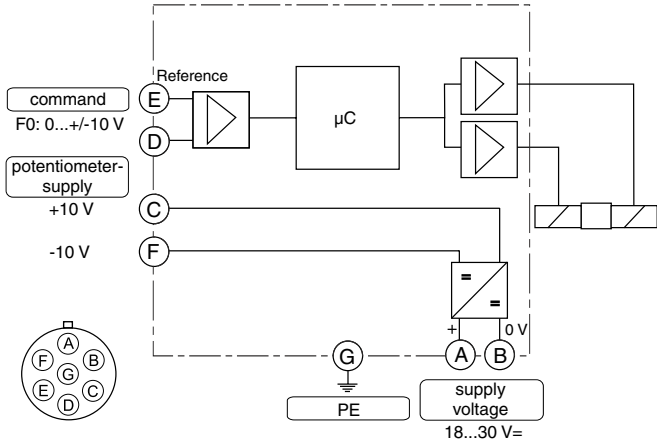 Reference
command
E
F0: 0...+/-10 V
D
µC
potentiometer-
supply
+10 V
C
-10 V
F
=
=
+
0 V
G
A
B
PE
supply
voltage
18...30 V=
A
F
B
G
E
C
D